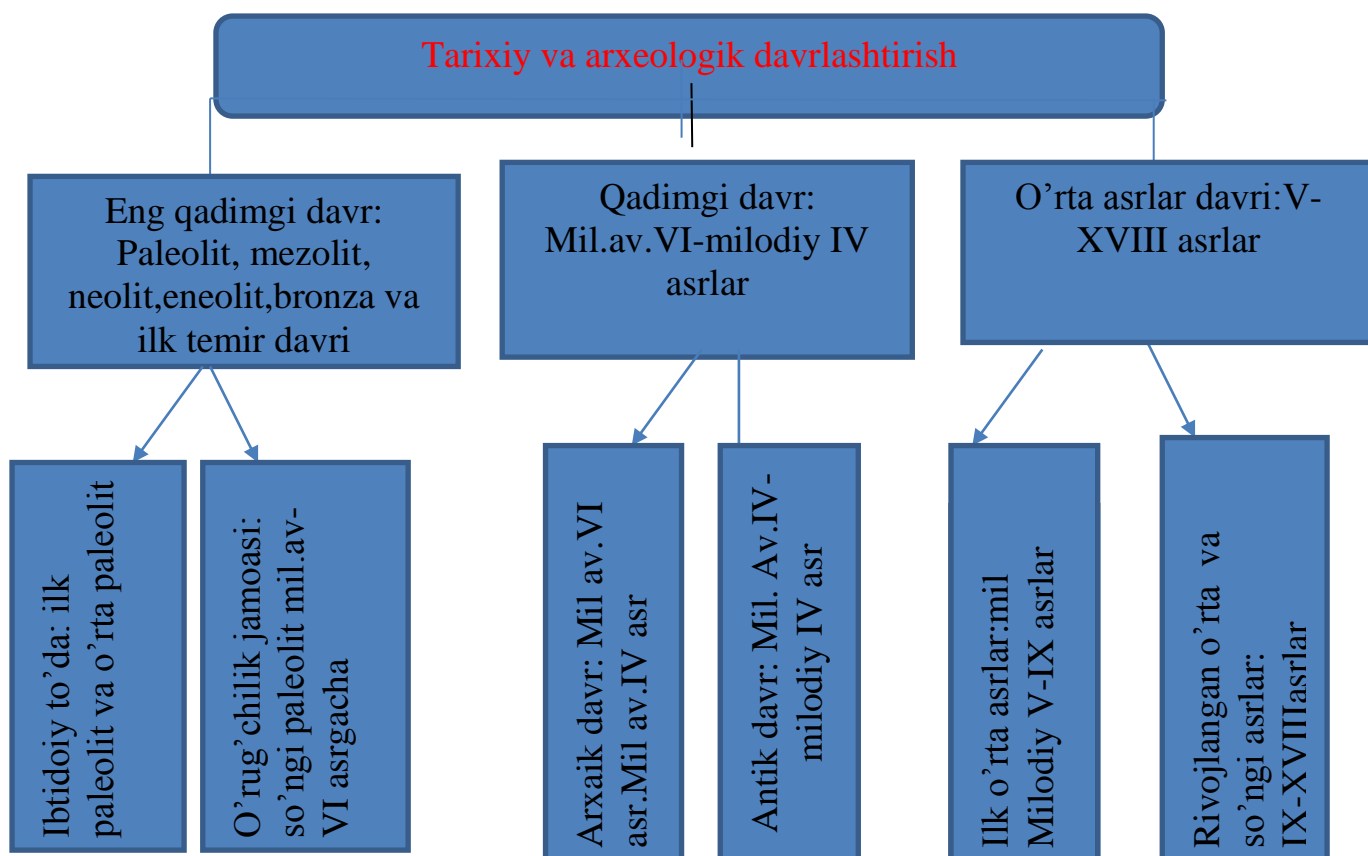 Tarixiy va arxeologik davrlashtirish
Eng qadimgi davr:
Paleolit, mezolit,
neolit,eneolit,bronza va
ilk temir davri
Qadimgi davr:
Mil.av.VI-milodiy IV
asrlar
O’rta asrlar davri:V-
XVIII asrlar
Ibtidoiy to’da: ilk
paleolit va o’rta paleolit
O’rug’chilik jamoasi:
so’ngi paleolit mil.av-
VI asrgacha
Arxaik davr: Mil av.VI
asr.Mil av.IV asr
Antik davr: Mil. Av.IV-
milodiy IV asr
Ilk o’rta asrlar:mil
Milodiy V-IX asrlar
Rivojlangan o’rta va
so’ngi asrlar:
IX-XVIIIasrlar